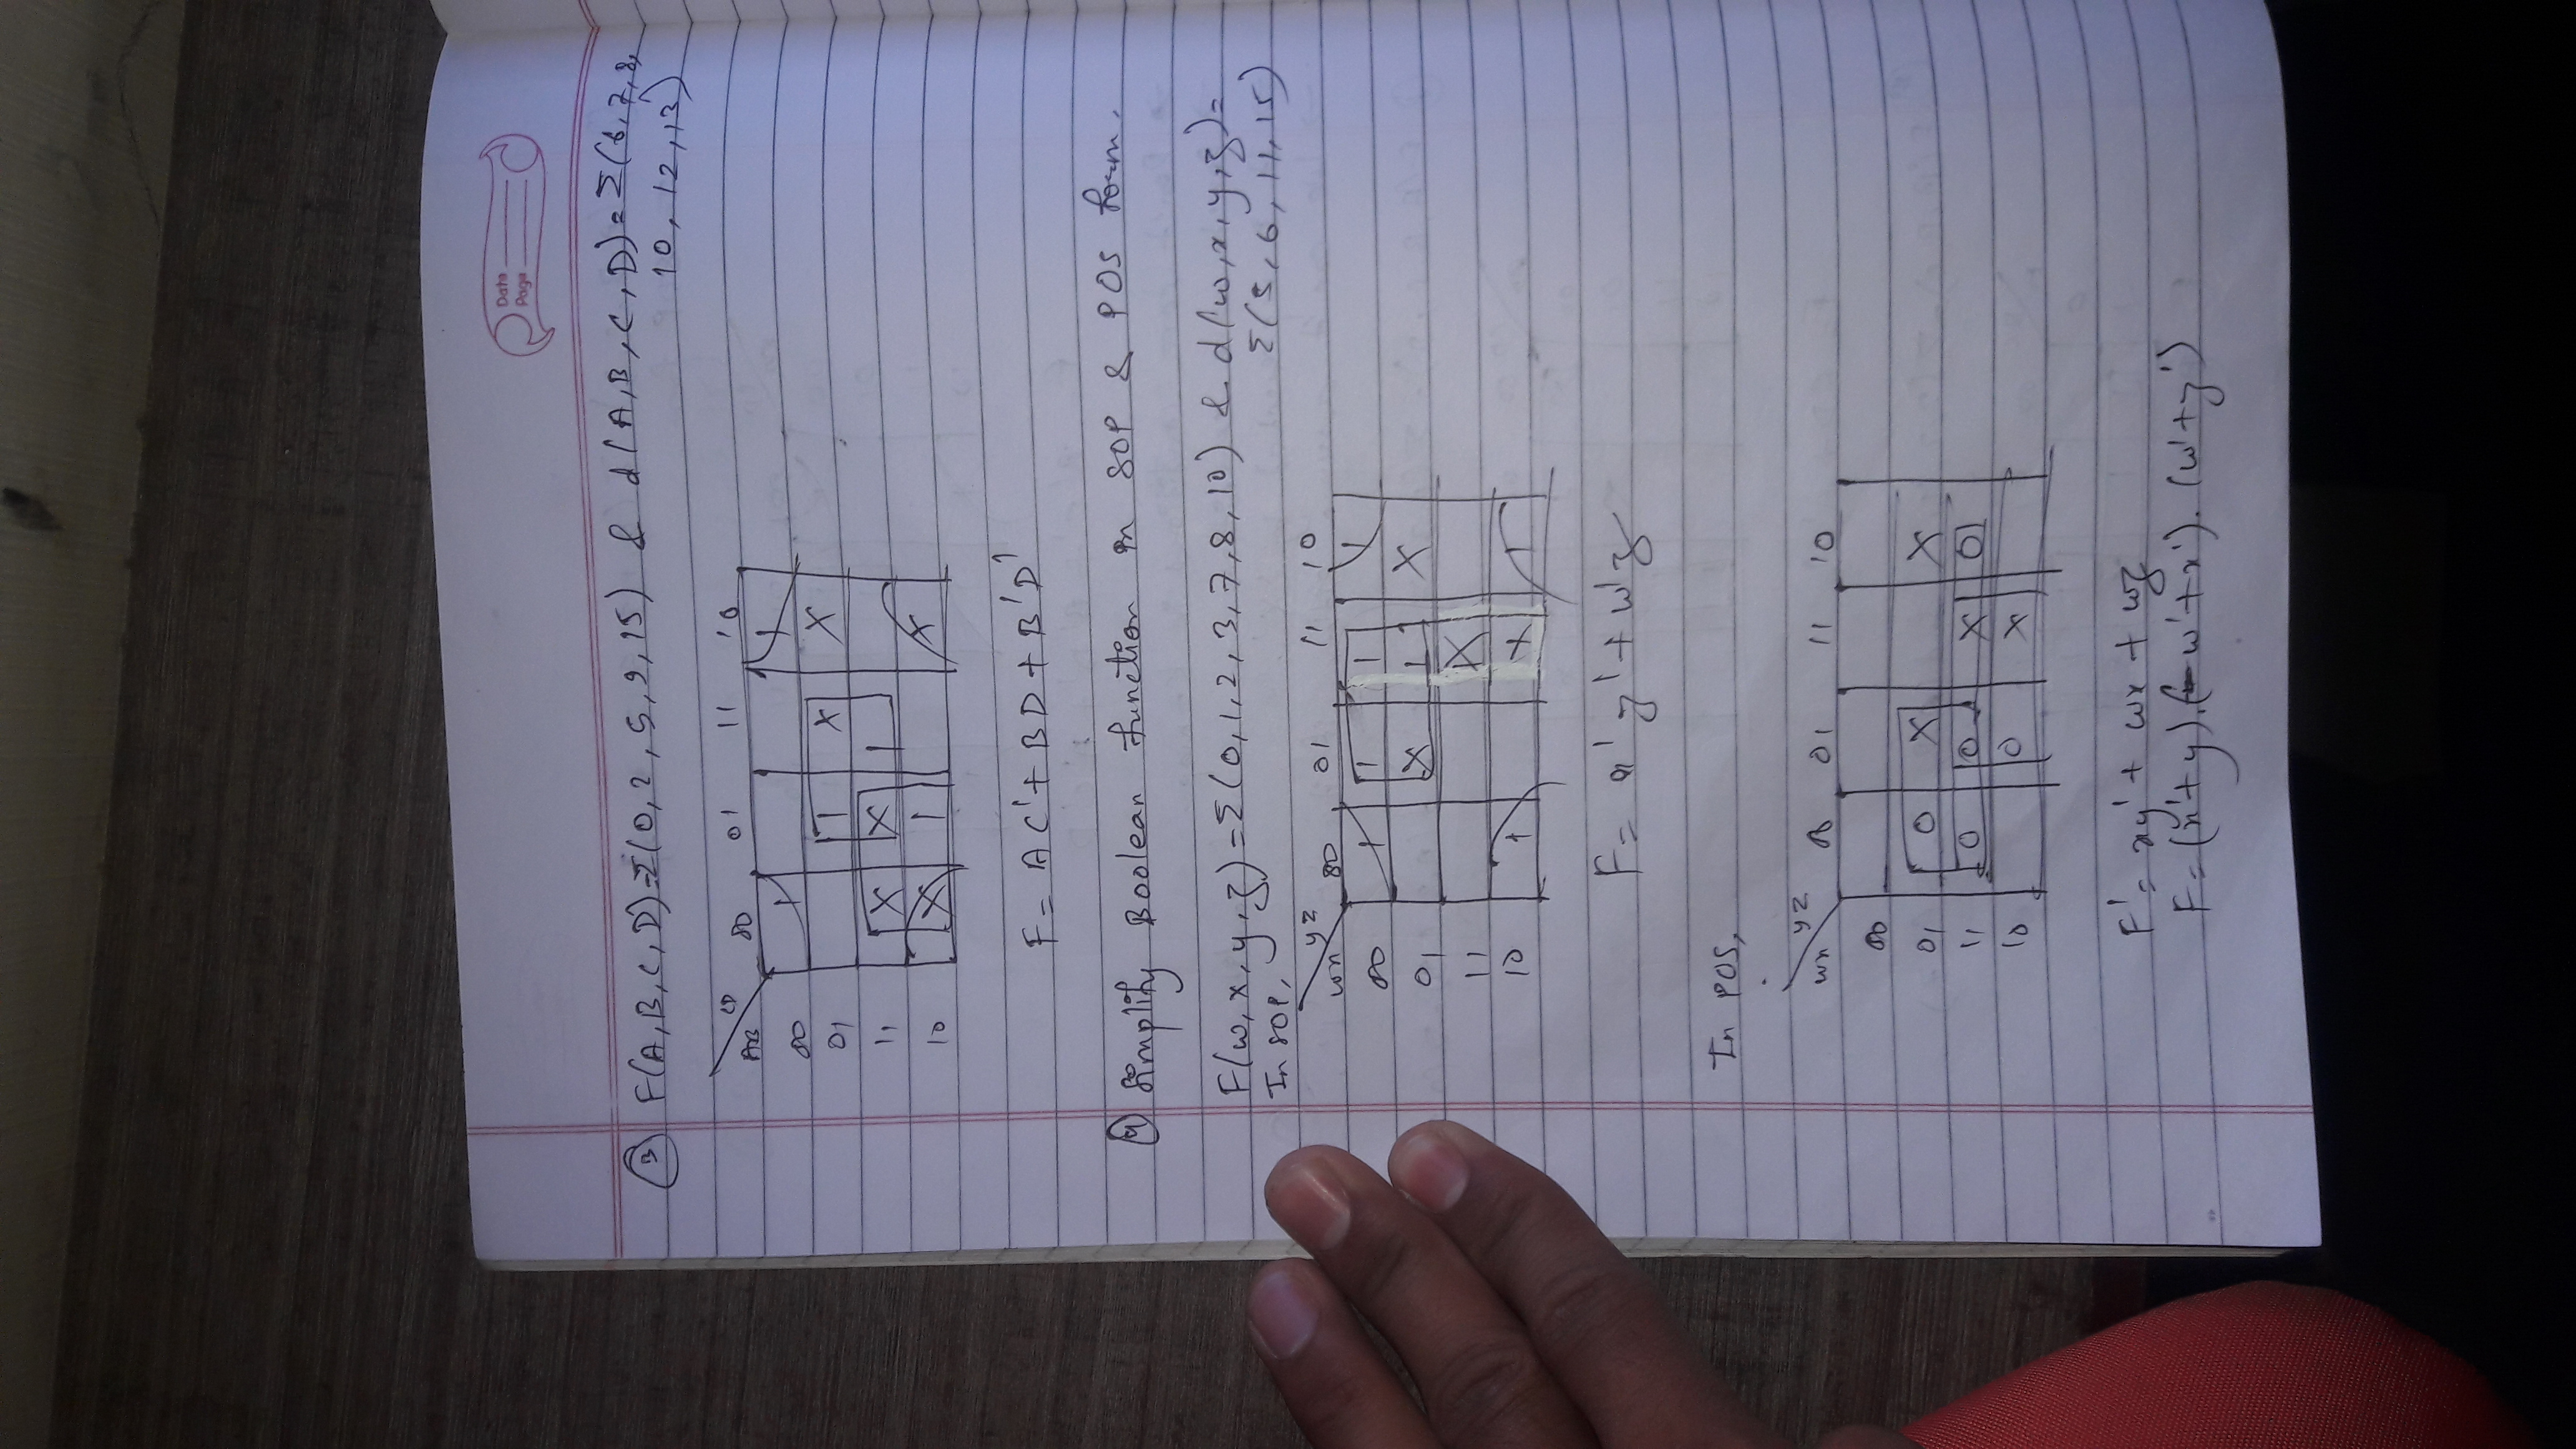 Date
Page
③ F(A,B,C,D)=Σ(0,2,5,9,15) & d(A,B,C,D)=Σ(6,7,8,
10,12,13)
CD
AB 00 01 11 10
00 1 1
01 1 X X
11 X X 1
10 X 1 X
F= AC'+BD+B'D'
④ Simplify Boolean function in SOP & POS form.
F(w,x,y,z)=Σ(0,1,2,3,7,8,10) & d(w,x,y,z)=
In SOP, Σ(5,6,11,15)
yz
wx 00 01 11 10
00 1 1 1 1
01 X 1 X
11 X
10 1 X 1
F= x'z'+w'z
In POS,
yz
wx 00 01 11 10
00
01 0 X X
11 0 0 X 0
10 0 X
F'= xy'+ wx + wz
F=(x'+y).(w'+x').(w'+z')